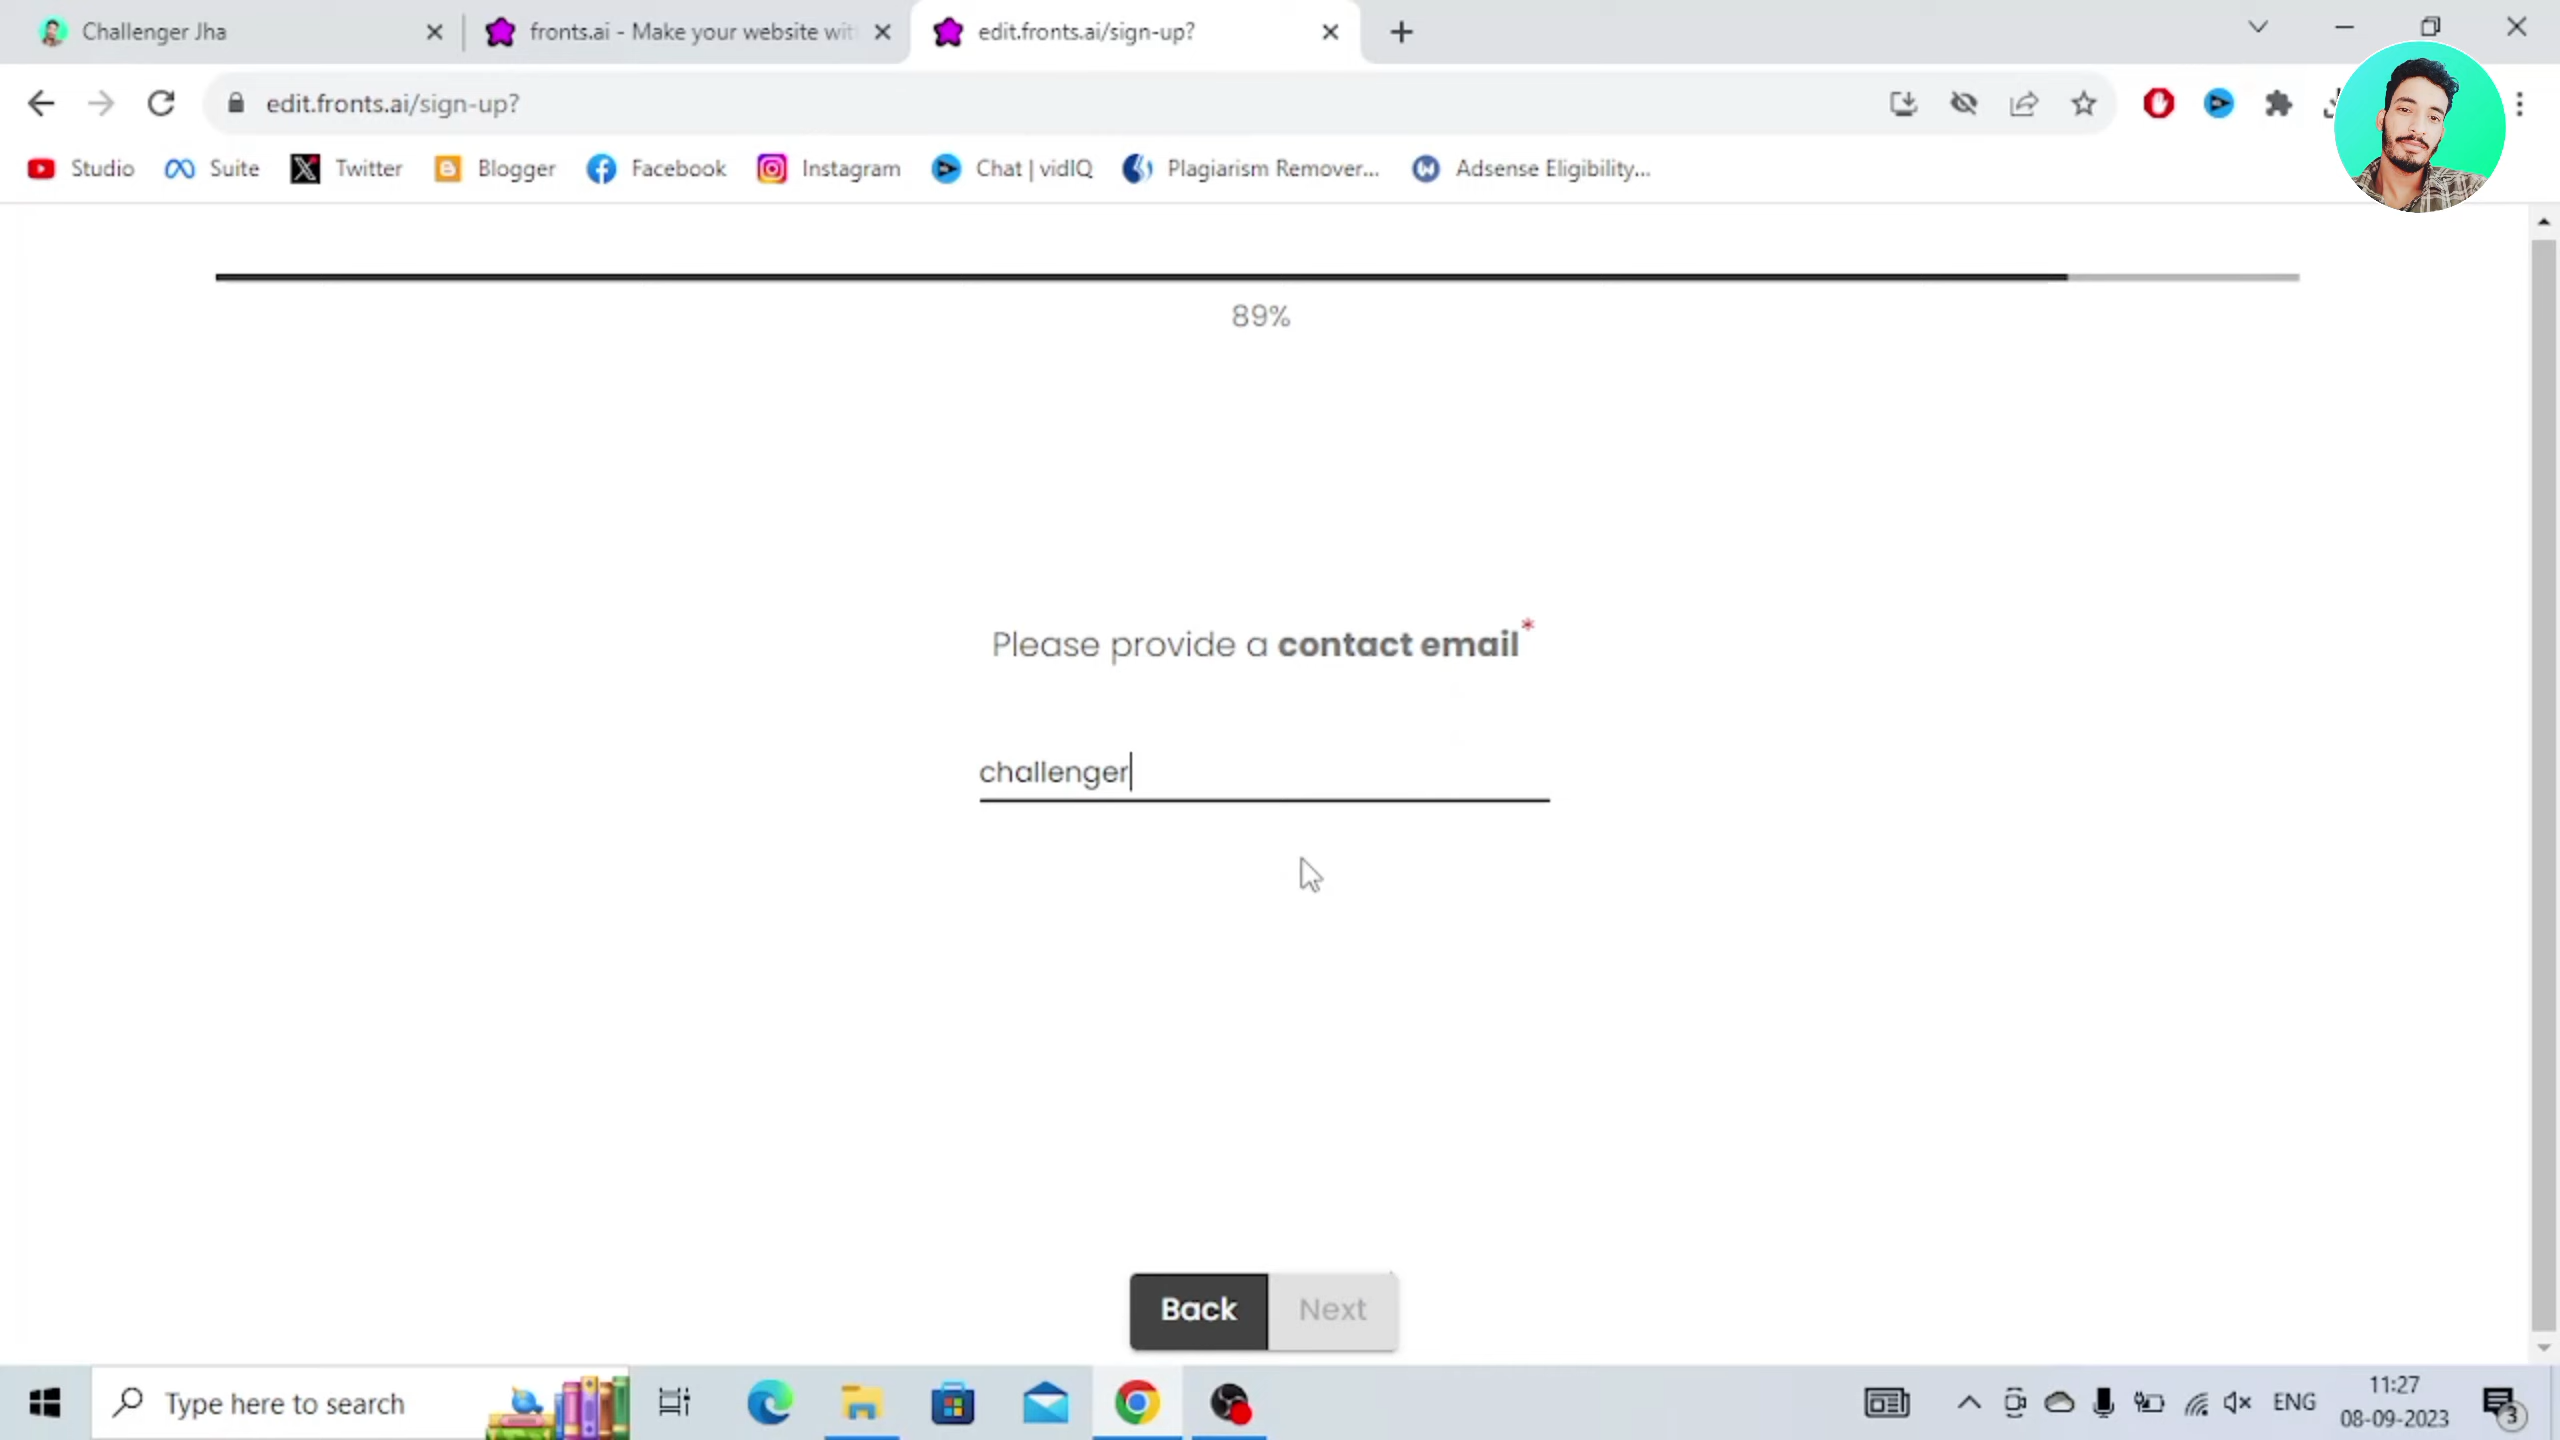 Challenger Jha
fronts.ai - Make your website wit
edit.fronts.ai/sign-up?
edit.fronts.ai/sign-up?
Studio
Suite
Twitter
Blogger
Facebook
Instagram
Chat | vidIQ
Plagiarism Remover...
Adsense Eligibility...
89%
Please provide a contact email*
challenger
Back
Next
Type here to search
ENG
11:27
08-09-2023
3